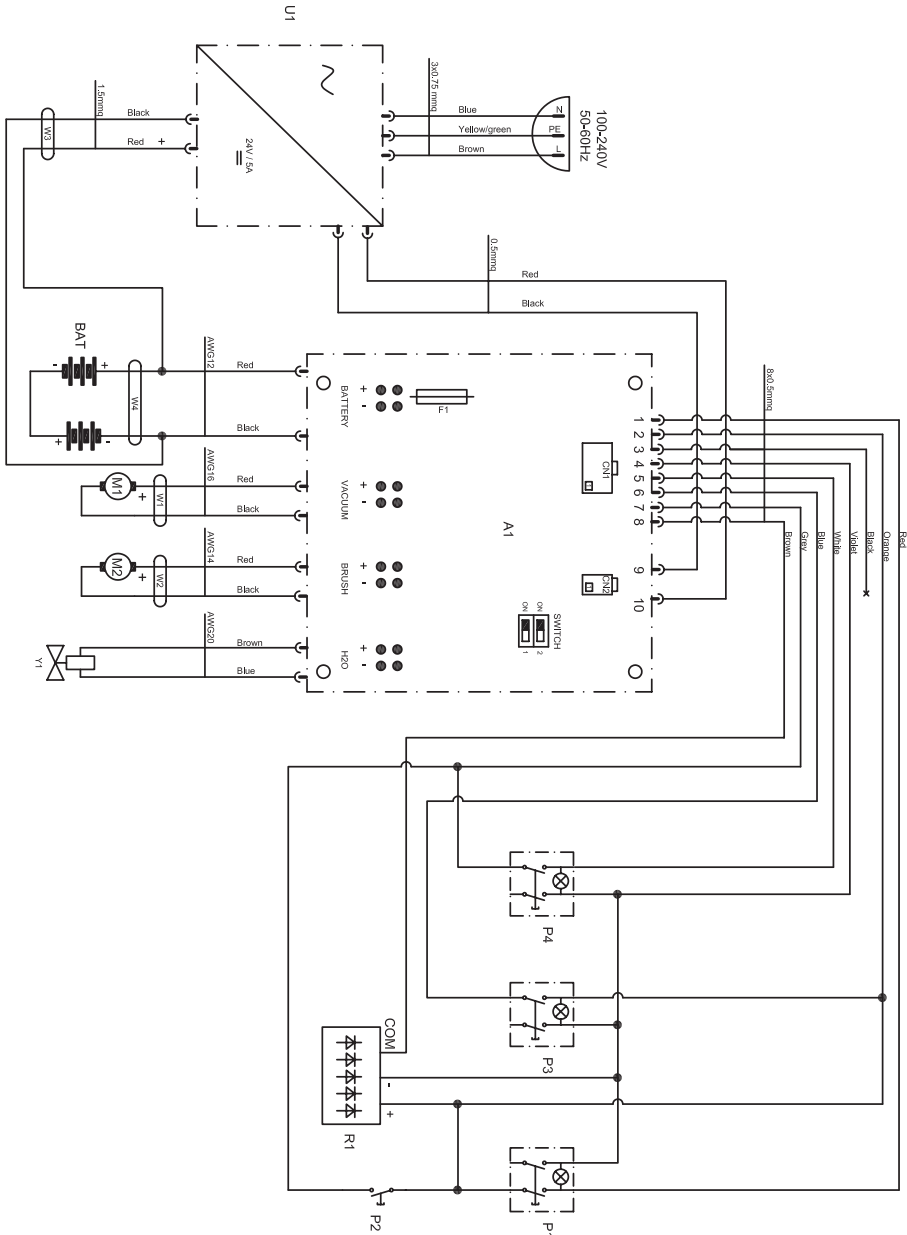 U1
100-240V
50-60Hz
N
PE
L
Blue
Yellow/green
Brown
3x0.75 mmq
24V / 5A
1.5mmq
Black
Red +
W3
0.5mmq
Red
Black
BAT
- +
+ -
W4
AWG12
Red
Black
BATTERY
+
-
F1
M1
+
W1
AWG16
Red
Black
VACUUM
+
-
M2
+
W2
AWG14
Red
Black
BRUSH
+
-
Y1
AWG20
Brown
Blue
H2O
+
-
A1
CN1
CN2
SWITCH
ON
ON
1
2
1
2
3
4
5
6
7
8
9
10
8x0.5mmq
Red
Orange
Black
Violet
White
Blue
Grey
Brown
P4
P3
COM
-
+
R1
P2